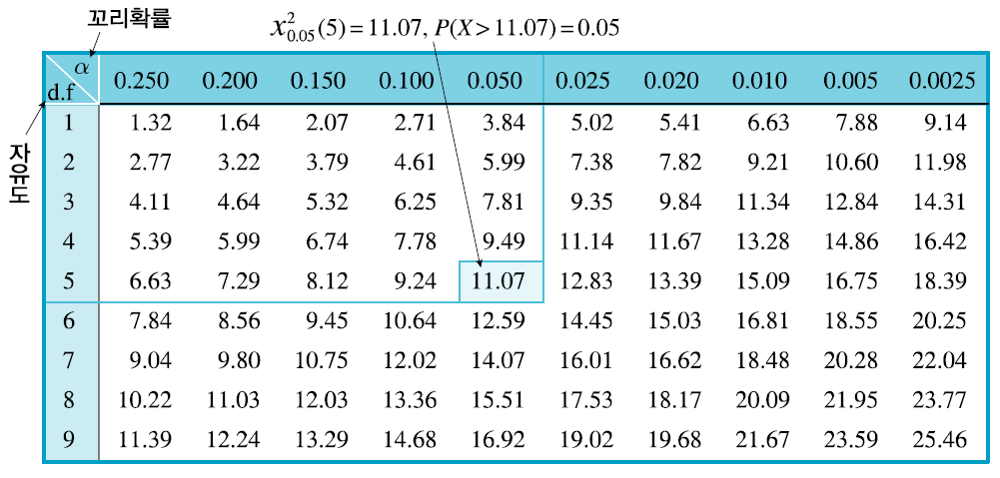 꼬리확률
x²₀.₀₅(5) = 11.07, P(X > 11.07) = 0.05
α
d.f
0.250 0.200 0.150 0.100 0.050 0.025 0.020 0.010 0.005 0.0025
자유도
1 1.32 1.64 2.07 2.71 3.84 5.02 5.41 6.63 7.88 9.14
2 2.77 3.22 3.79 4.61 5.99 7.38 7.82 9.21 10.60 11.98
3 4.11 4.64 5.32 6.25 7.81 9.35 9.84 11.34 12.84 14.31
4 5.39 5.99 6.74 7.78 9.49 11.14 11.67 13.28 14.86 16.42
5 6.63 7.29 8.12 9.24 11.07 12.83 13.39 15.09 16.75 18.39
6 7.84 8.56 9.45 10.64 12.59 14.45 15.03 16.81 18.55 20.25
7 9.04 9.80 10.75 12.02 14.07 16.01 16.62 18.48 20.28 22.04
8 10.22 11.03 12.03 13.36 15.51 17.53 18.17 20.09 21.95 23.77
9 11.39 12.24 13.29 14.68 16.92 19.02 19.68 21.67 23.59 25.46